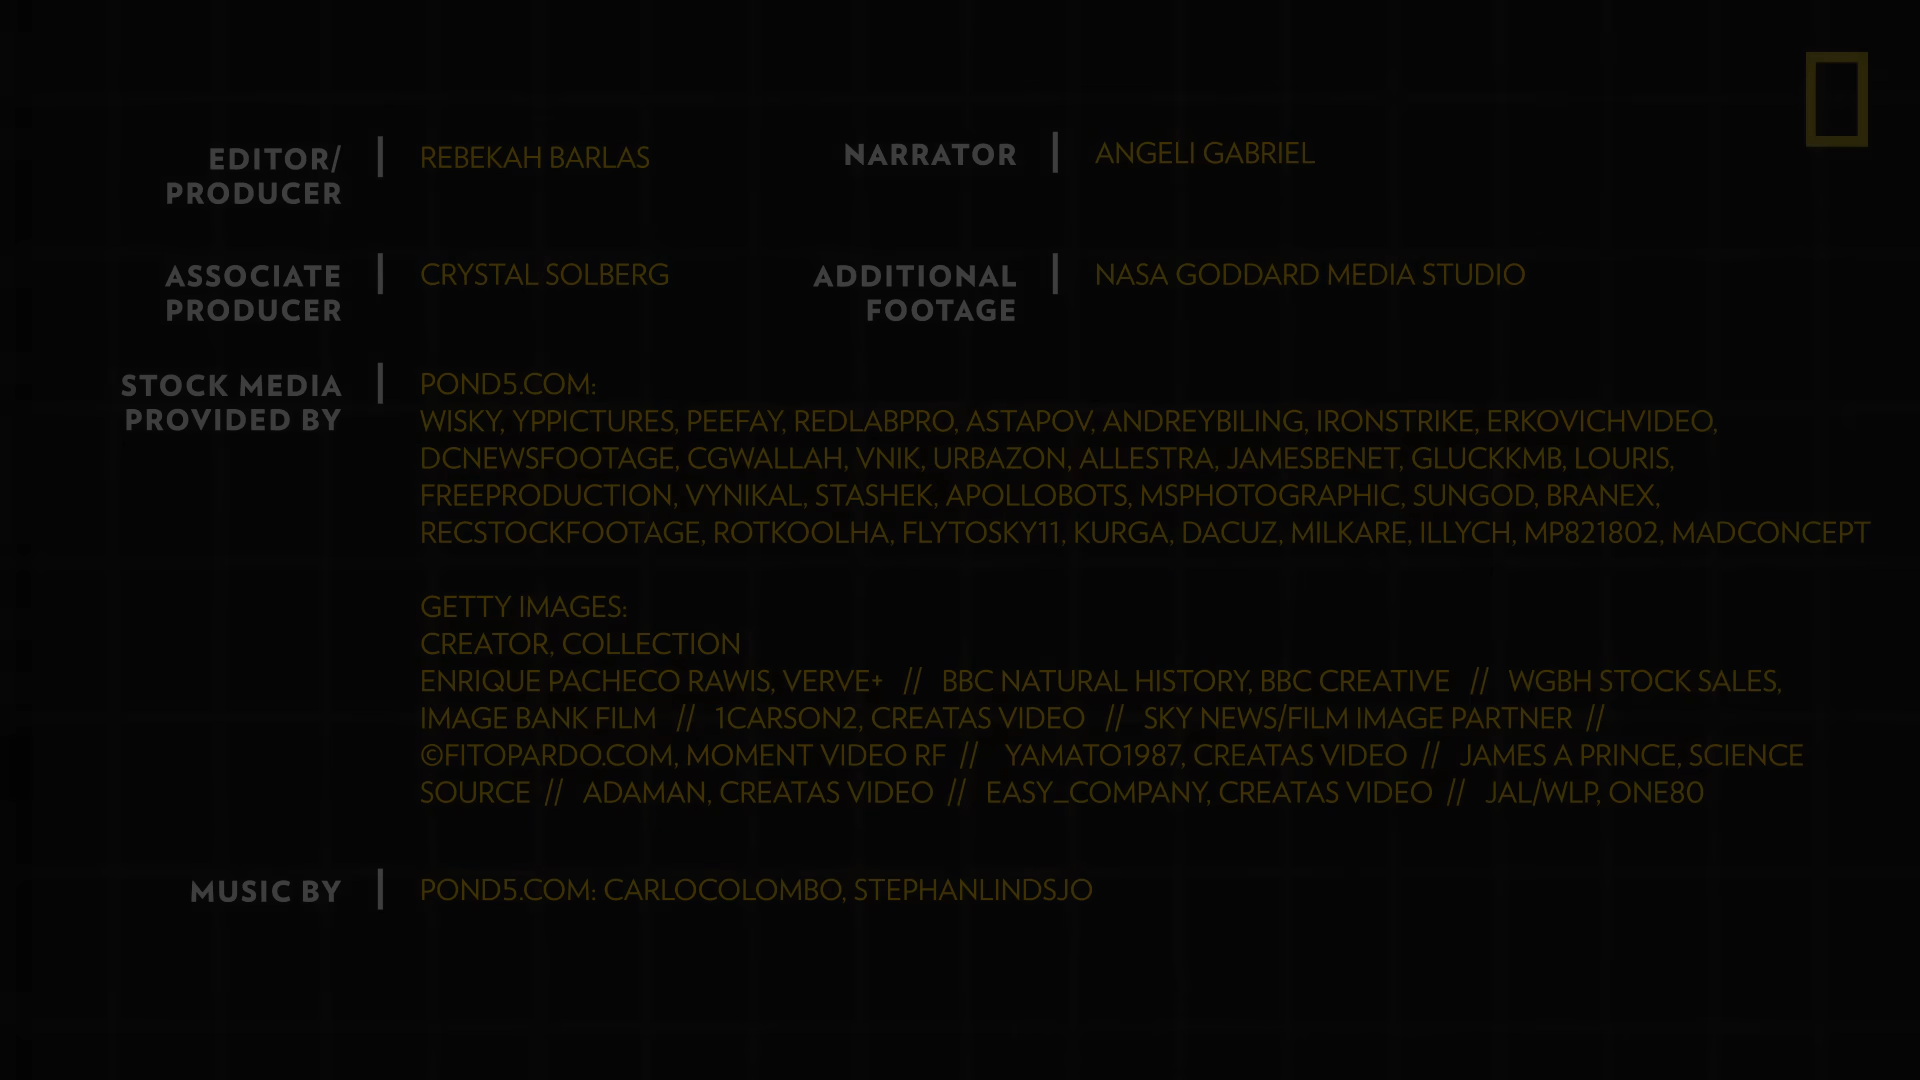 EDITOR/
PRODUCER
REBEKAH BARLAS
NARRATOR
ANGELI GABRIEL
ASSOCIATE
PRODUCER
CRYSTAL SOLBERG
ADDITIONAL
FOOTAGE
NASA GODDARD MEDIA STUDIO
STOCK MEDIA
PROVIDED BY
POND5.COM:
WISKY, YPPICTURES, PEEFAY, REDLABPRO, ASTAPOV, ANDREYBILING, IRONSTRIKE, ERKOVICHVIDEO,
DCNEWSFOOTAGE, CGWALLAH, VNIK, URBAZON, ALLESTRA, JAMESBENET, GLUCKKMB, LOURIS,
FREEPRODUCTION, VYNIKAL, STASHEK, APOLLOBOTS, MSPHOTOGRAPHIC, SUNGOD, BRANEX,
RECSTOCKFOOTAGE, ROTKOOLHA, FLYTOSKY11, KURGA, DACUZ, MILKARE, ILLYCH, MP821802, MADCONCEPT
GETTY IMAGES:
CREATOR, COLLECTION
ENRIQUE PACHECO RAWIS, VERVE+ // BBC NATURAL HISTORY, BBC CREATIVE // WGBH STOCK SALES,
IMAGE BANK FILM // 1CARSON2, CREATAS VIDEO // SKY NEWS/FILM IMAGE PARTNER //
©FITOPARDO.COM, MOMENT VIDEO RF // YAMATO1987, CREATAS VIDEO // JAMES A PRINCE, SCIENCE
SOURCE // ADAMAN, CREATAS VIDEO // EASY_COMPANY, CREATAS VIDEO // JAL/WLP, ONE80
MUSIC BY
POND5.COM: CARLOCOLOMBO, STEPHANLINDSJO